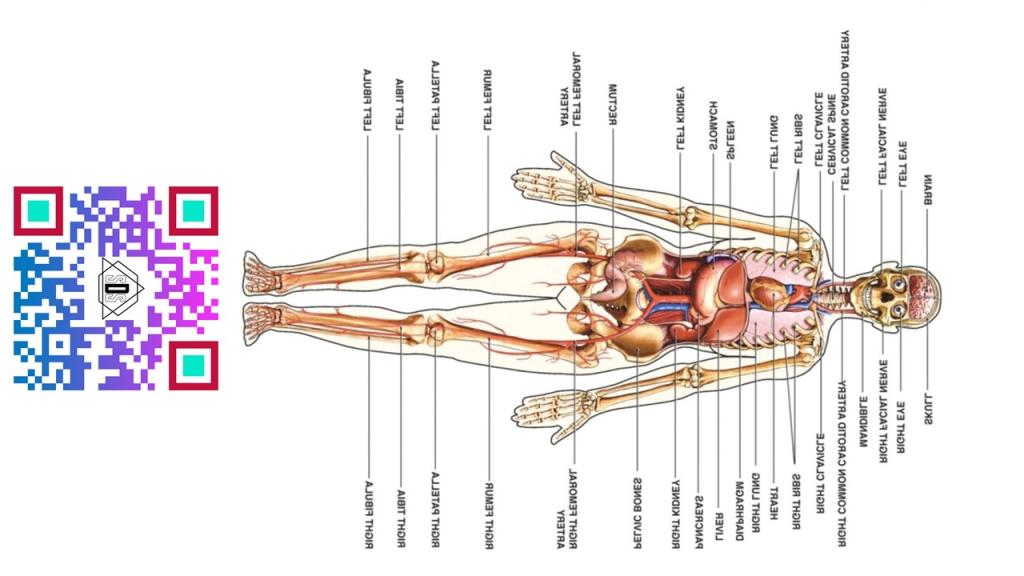 BRAIN
LEFT EYE
LEFT FACIAL NERVE
LEFT COMMON CAROTID ARTERY
CERVICAL SPINE
LEFT CLAVICLE
LEFT RIBS
LEFT LUNG
SPLEEN
STOMACH
LEFT KIDNEY
RECTUM
LEFT FEMORAL
ARTERY
LEFT FEMUR
LEFT PATELLA
LEFT TIBIA
LEFT FIBULA
SKULL
RIGHT EYE
RIGHT FACIAL NERVE
MANDIBLE
RIGHT COMMON CAROTID ARTERY
RIGHT CLAVICLE
RIGHT RIBS
HEART
RIGHT LUNG
DIAPHRAGM
LIVER
PANCREAS
RIGHT KIDNEY
PELVIC BONES
RIGHT FEMORAL
ARTERY
RIGHT FEMUR
RIGHT PATELLA
RIGHT TIBIA
RIGHT FIBULA